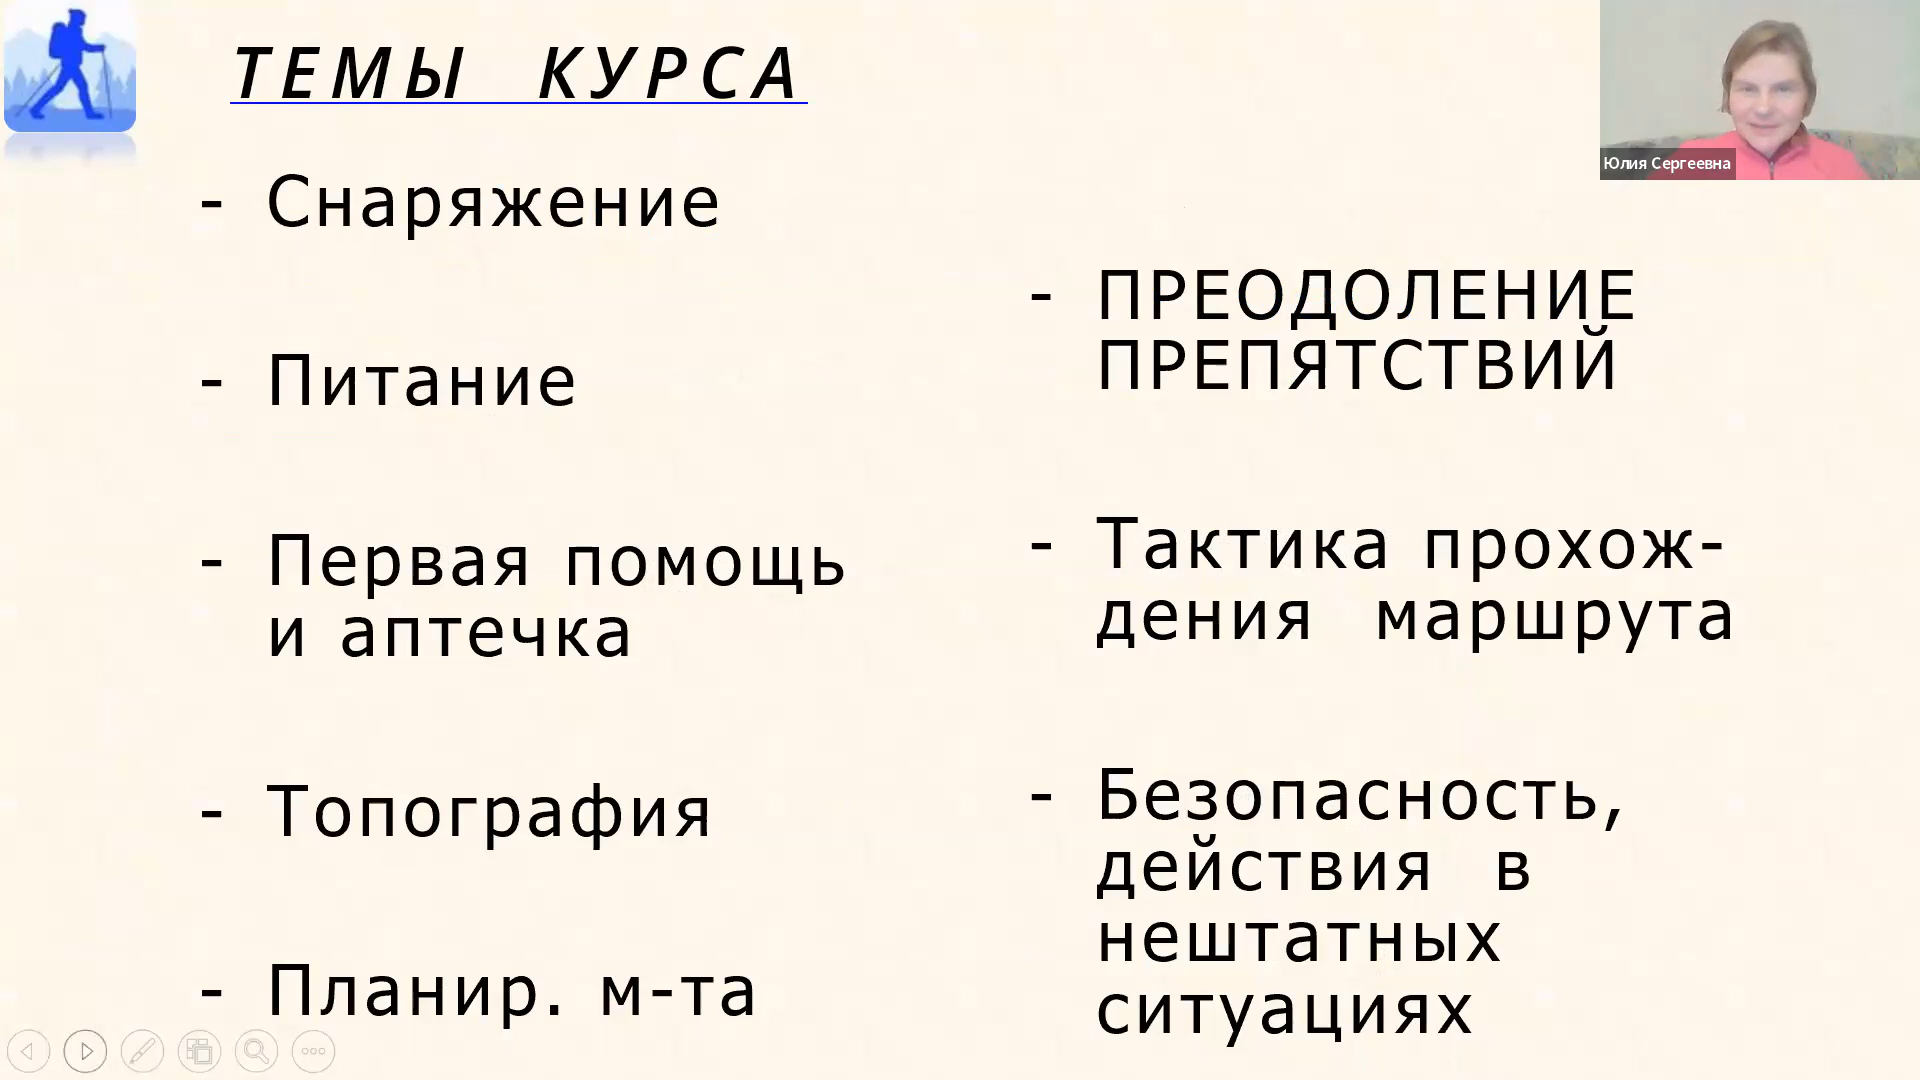 ТЕМЫ КУРСА
- Снаряжение
- Питание
- Первая помощь
и аптечка
- Топография
- Планир. м-та
- ПРЕОДОЛЕНИЕ
ПРЕПЯТСТВИЙ
- Тактика прохож-
дения маршрута
- Безопасность,
действия в
нештатных
ситуациях
Юлия Сергеевна